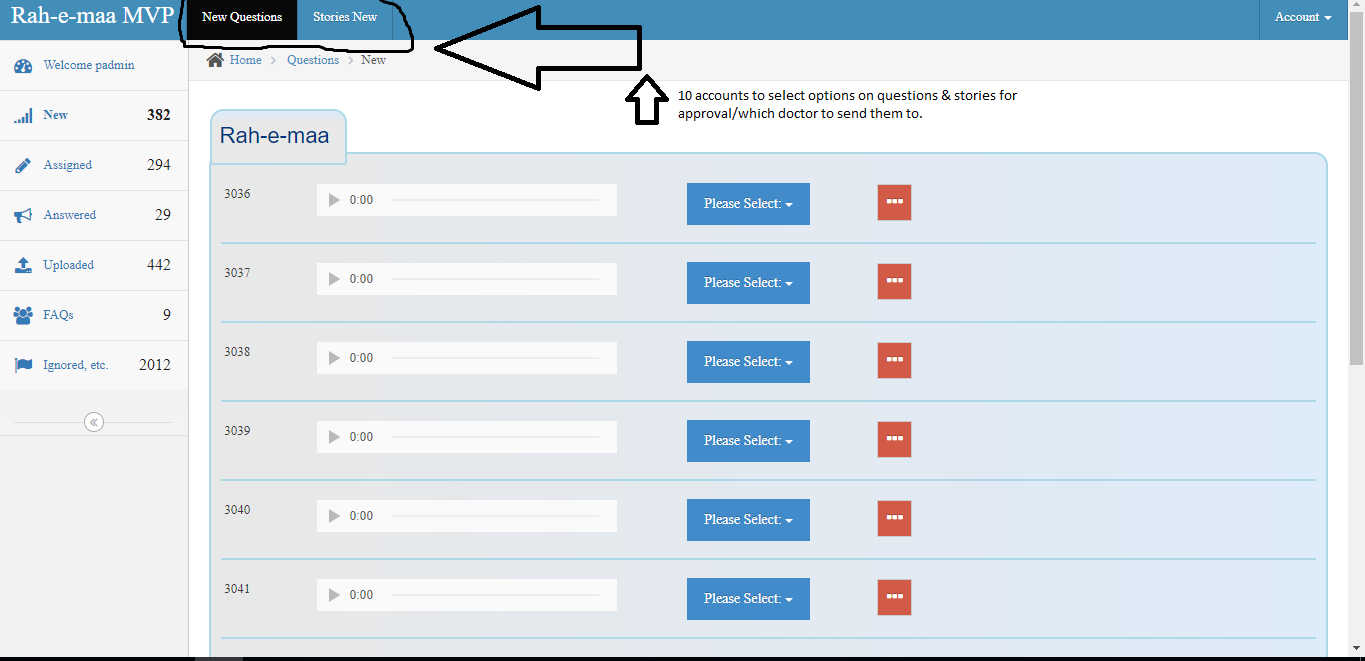 Rah-e-maa MVP
New Questions
Stories New
Account
Welcome padmin
New 382
Assigned 294
Answered 29
Uploaded 442
FAQs 9
Ignored, etc. 2012
Home > Questions > New
10 accounts to select options on questions & stories for
approval/which doctor to send them to.
Rah-e-maa
3036 0:00 Please Select:
3037 0:00 Please Select:
3038 0:00 Please Select:
3039 0:00 Please Select:
3040 0:00 Please Select:
3041 0:00 Please Select: